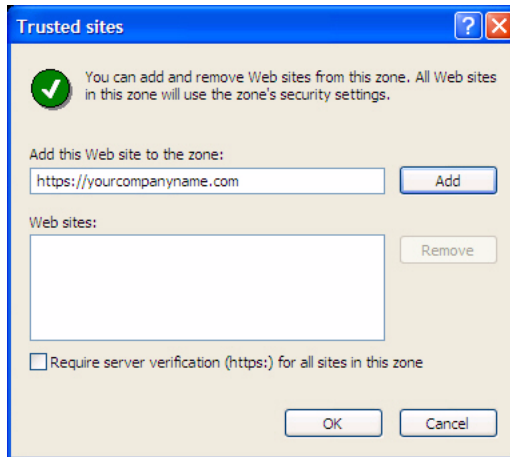 Trusted sites
You can add and remove Web sites from this zone. All Web sites
in this zone will use the zone's security settings.
Add this Web site to the zone:
https://yourcompanyname.com
Add
Web sites:
Remove
Require server verification (https:) for all sites in this zone
OK
Cancel